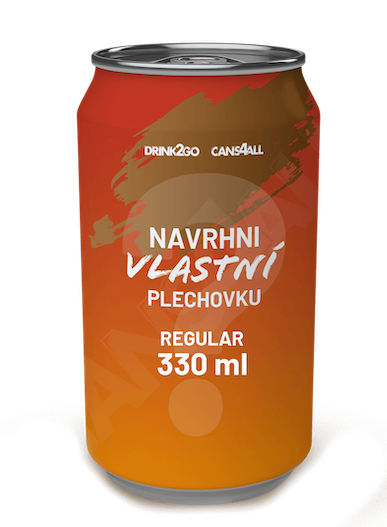 DRINK2GO CANS4ALL
NAVRHNI
VLASTNÍ
PLECHOVKU
REGULAR
330 ml